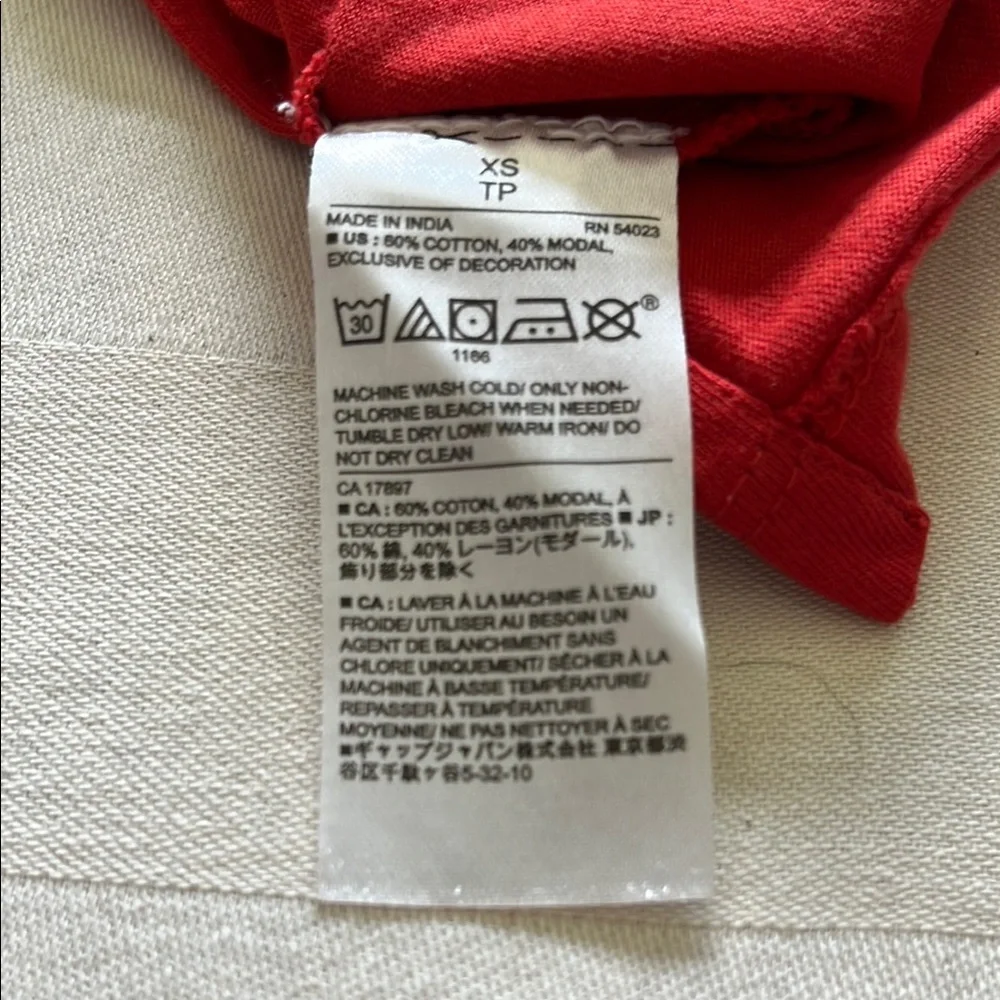 XS
TP
MADE IN INDIA RN 54023
■ US : 60% COTTON, 40% MODAL,
EXCLUSIVE OF DECORATION
30 ®
1166
MACHINE WASH COLD/ ONLY NON-
CHLORINE BLEACH WHEN NEEDED/
TUMBLE DRY LOW/ WARM IRON/ DO
NOT DRY CLEAN
CA 17897
■ CA : 60% COTON, 40% MODAL, À
L'EXCEPTION DES GARNITURES ■ JP :
60% 綿, 40% レーヨン(モダール),
飾り部分を除く
■ CA : LAVER À LA MACHINE À L'EAU
FROIDE/ UTILISER AU BESOIN UN
AGENT DE BLANCHIMENT SANS
CHLORE UNIQUEMENT/ SÉCHER À LA
MACHINE À BASSE TEMPÉRATURE/
REPASSER À TEMPÉRATURE
MOYENNE/ NE PAS NETTOYER À SEC
■ギャップジャパン株式会社 東京都渋
谷区千駄ヶ谷5-32-10